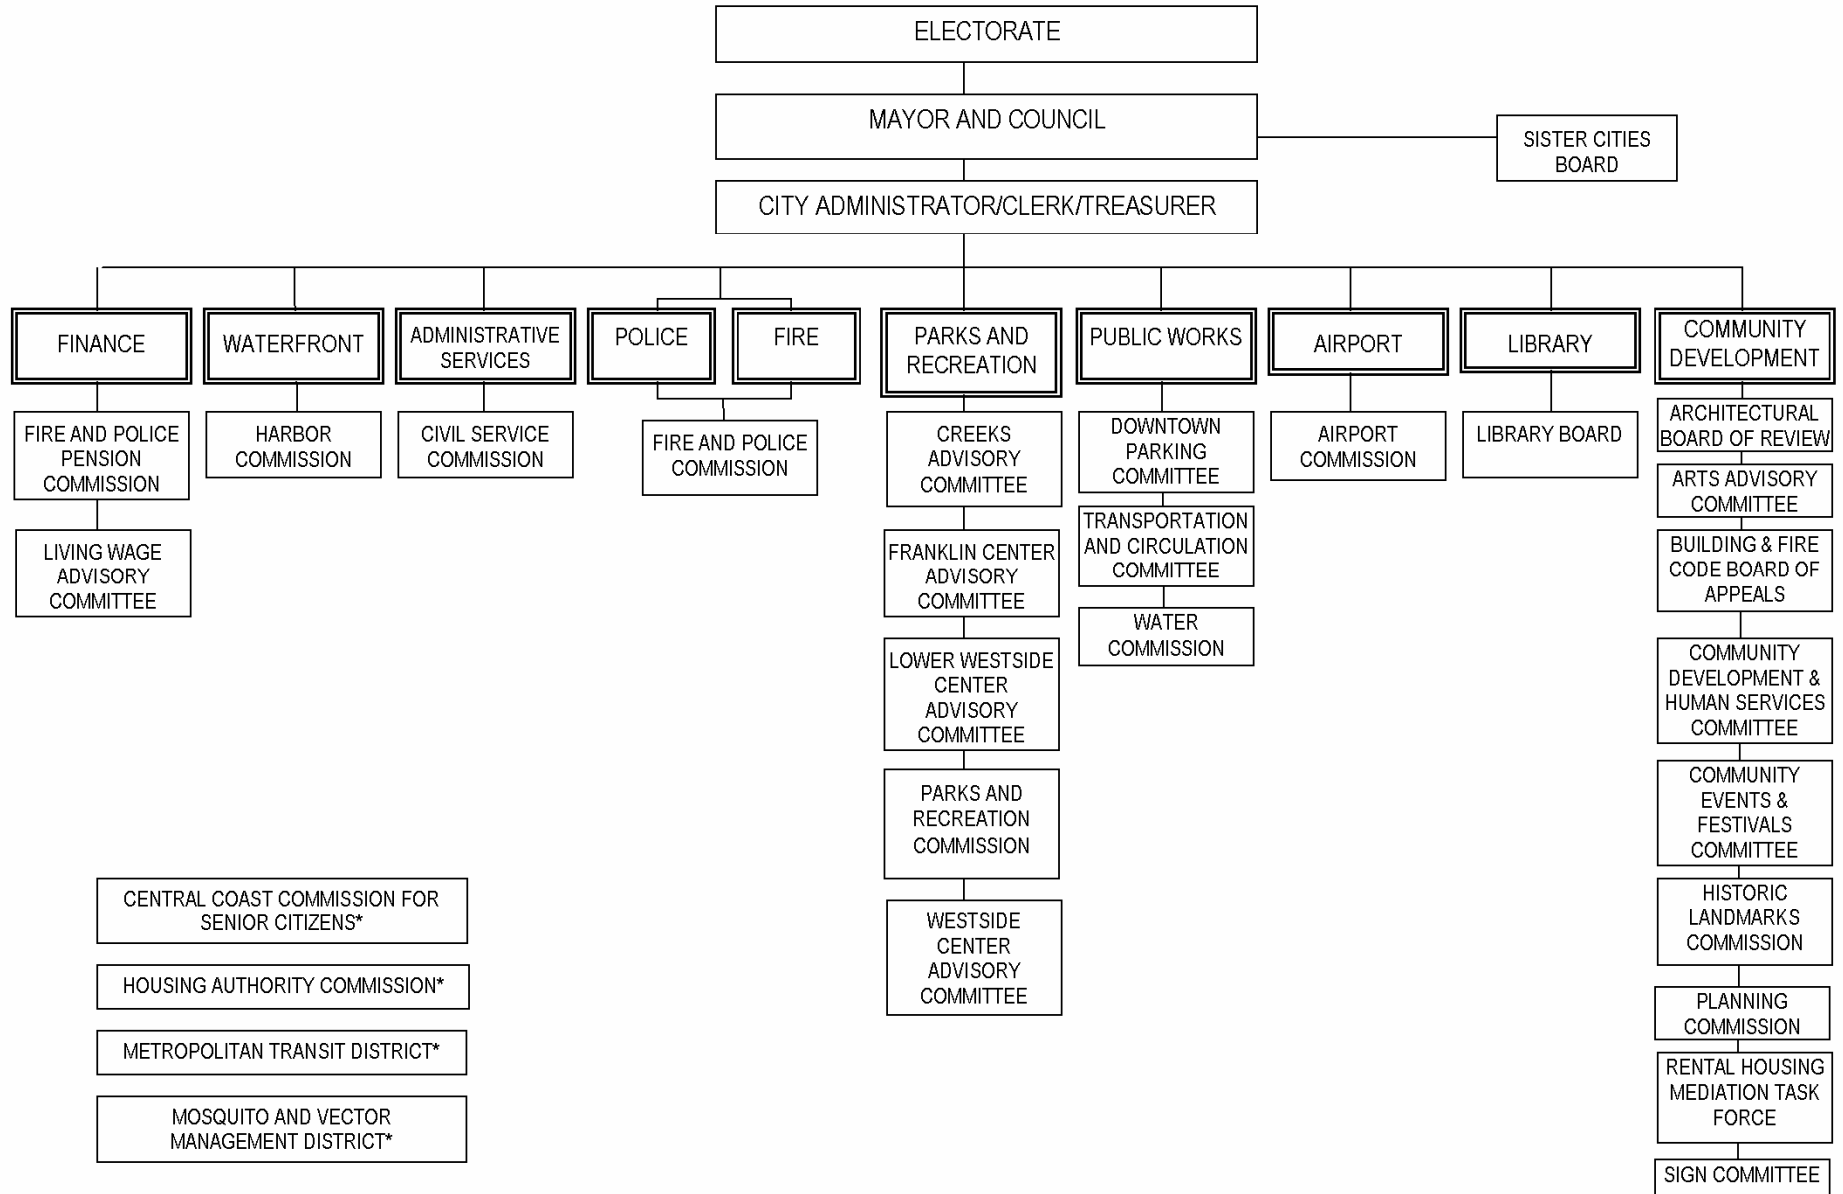 ELECTORATE
MAYOR AND COUNCIL
SISTER CITIES
BOARD
CITY ADMINISTRATOR/CLERK/TREASURER
FINANCE
FIRE AND POLICE
PENSION
COMMISSION
LIVING WAGE
ADVISORY
COMMITTEE
WATERFRONT
HARBOR
COMMISSION
ADMINISTRATIVE
SERVICES
CIVIL SERVICE
COMMISSION
POLICE
FIRE
FIRE AND POLICE
COMMISSION
PARKS AND
RECREATION
CREEKS
ADVISORY
COMMITTEE
FRANKLIN CENTER
ADVISORY
COMMITTEE
LOWER WESTSIDE
CENTER
ADVISORY
COMMITTEE
PARKS AND
RECREATION
COMMISSION
WESTSIDE
CENTER
ADVISORY
COMMITTEE
PUBLIC WORKS
DOWNTOWN
PARKING
COMMITTEE
TRANSPORTATION
AND CIRCULATION
COMMITTEE
WATER
COMMISSION
AIRPORT
AIRPORT
COMMISSION
LIBRARY
LIBRARY BOARD
COMMUNITY
DEVELOPMENT
ARCHITECTURAL
BOARD OF REVIEW
ARTS ADVISORY
COMMITTEE
BUILDING & FIRE
CODE BOARD OF
APPEALS
COMMUNITY
DEVELOPMENT &
HUMAN SERVICES
COMMITTEE
COMMUNITY
EVENTS &
FESTIVALS
COMMITTEE
HISTORIC
LANDMARKS
COMMISSION
PLANNING
COMMISSION
RENTAL HOUSING
MEDIATION TASK
FORCE
SIGN COMMITTEE
CENTRAL COAST COMMISSION FOR
SENIOR CITIZENS*
HOUSING AUTHORITY COMMISSION*
METROPOLITAN TRANSIT DISTRICT*
MOSQUITO AND VECTOR
MANAGEMENT DISTRICT*